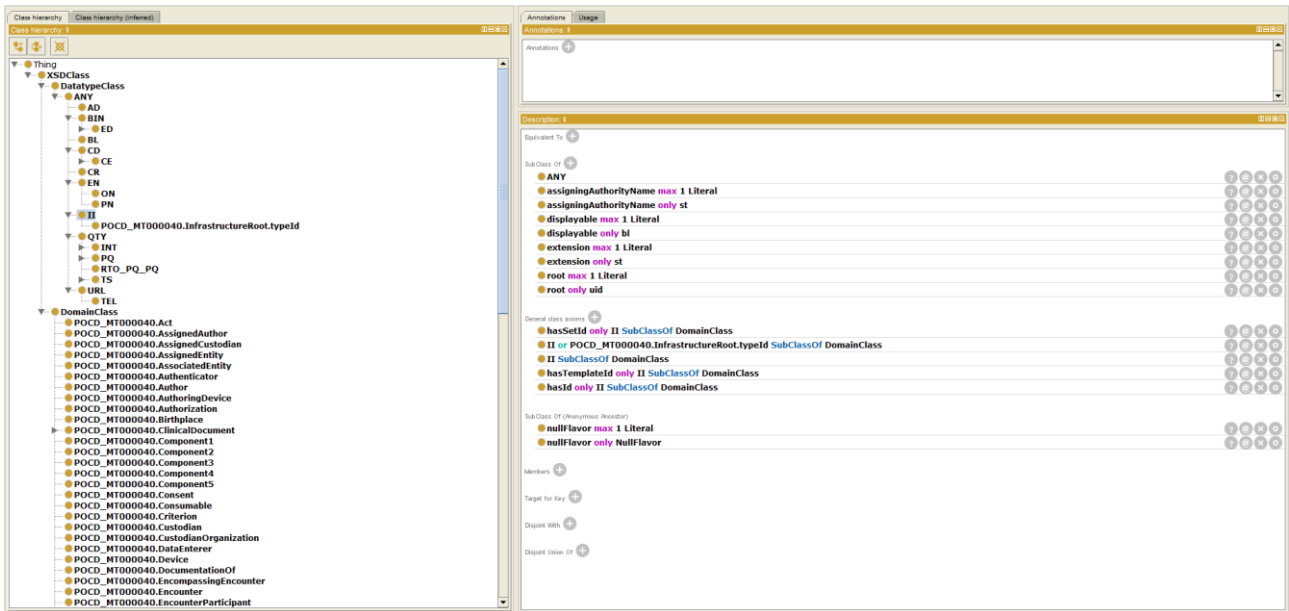 Class hierarchy Class hierarchy (inferred)
Class hierarchy: II
Thing
XSDClass
DatatypeClass
ANY
AD
BIN
ED
BL
CD
CE
CR
EN
ON
PN
II
POCD_MT000040.InfrastructureRoot.typeId
QTY
INT
PQ
RTO_PQ_PQ
TS
URL
TEL
DomainClass
POCD_MT000040.Act
POCD_MT000040.AssignedAuthor
POCD_MT000040.AssignedCustodian
POCD_MT000040.AssignedEntity
POCD_MT000040.AssociatedEntity
POCD_MT000040.Authenticator
POCD_MT000040.Author
POCD_MT000040.AuthoringDevice
POCD_MT000040.Authorization
POCD_MT000040.Birthplace
POCD_MT000040.ClinicalDocument
POCD_MT000040.Component1
POCD_MT000040.Component2
POCD_MT000040.Component3
POCD_MT000040.Component4
POCD_MT000040.Component5
POCD_MT000040.Consent
POCD_MT000040.Consumable
POCD_MT000040.Criterion
POCD_MT000040.Custodian
POCD_MT000040.CustodianOrganization
POCD_MT000040.DataEnterer
POCD_MT000040.Device
POCD_MT000040.DocumentationOf
POCD_MT000040.EncompassingEncounter
POCD_MT000040.Encounter
POCD_MT000040.EncounterParticipant
Annotations Usage
Annotations: II
Annotations
Description: II
Equivalent To
SubClass Of
ANY
assigningAuthorityName max 1 Literal
assigningAuthorityName only st
displayable max 1 Literal
displayable only bl
extension max 1 Literal
extension only st
root max 1 Literal
root only uid
General class axioms
hasSetId only II SubClassOf DomainClass
II or POCD_MT000040.InfrastructureRoot.typeId SubClassOf DomainClass
II SubClassOf DomainClass
hasTemplateId only II SubClassOf DomainClass
hasId only II SubClassOf DomainClass
SubClass Of (Anonymous Ancestor)
nullFlavor max 1 Literal
nullFlavor only NullFlavor
Members
Target for Key
Disjoint With
Disjoint Union Of